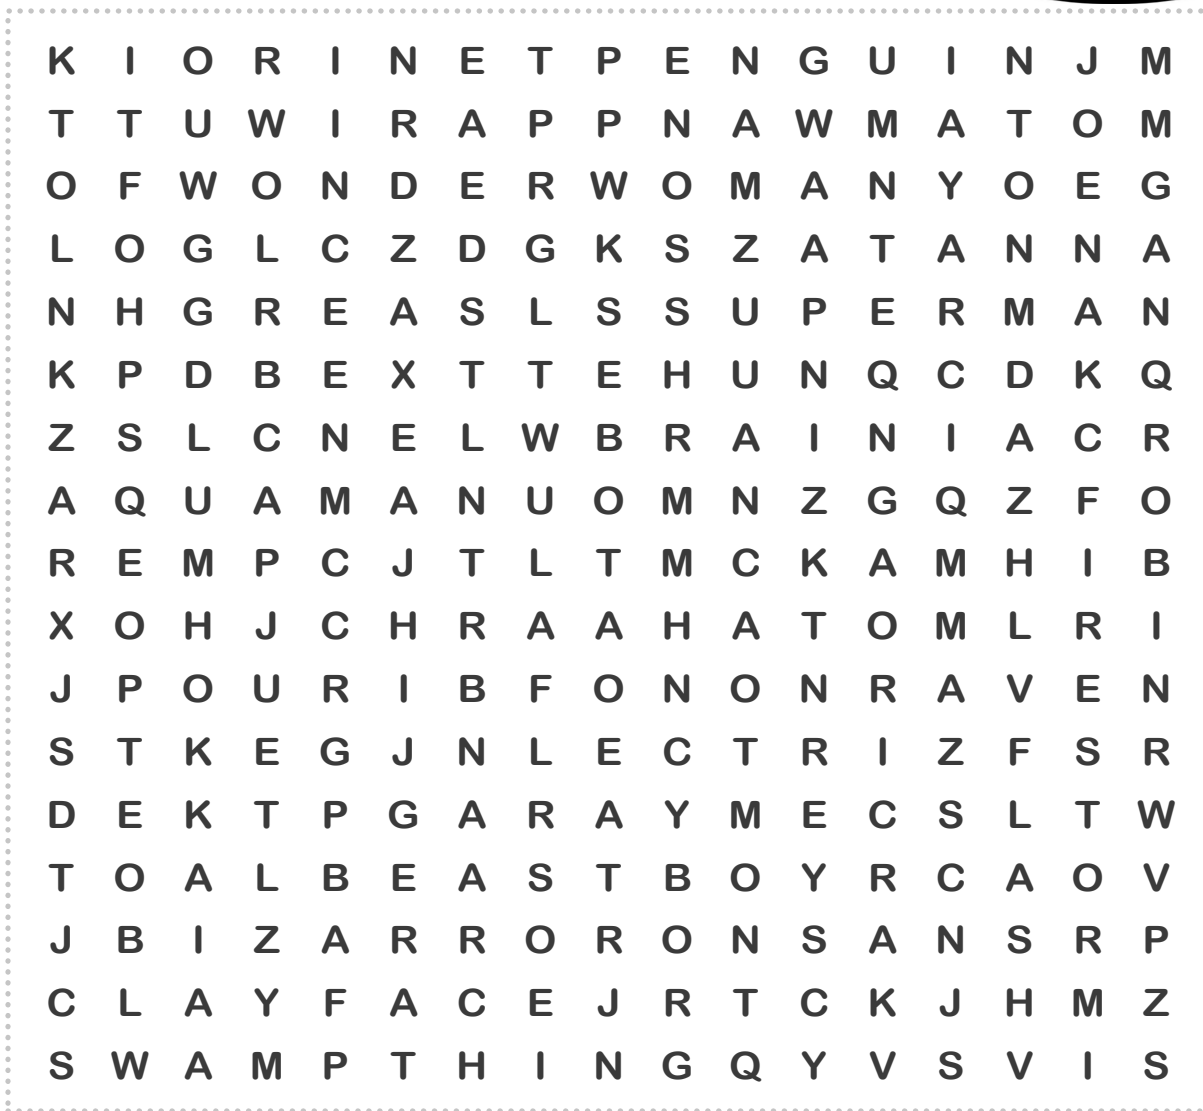 K I O R I N E T P E N G U I N J M
T T U W I R A P P N A W M A T O M
O F W O N D E R W O M A N Y O E G
L O G L C Z D G K S Z A T A N N A
N H G R E A S L S S U P E R M A N
K P D B E X T T E H U N Q C D K Q
Z S L C N E L W B R A I N I A C R
A Q U A M A N U O M N Z G Q Z F O
R E M P C J T L T M C K A M H I B
X O H J C H R A A H A T O M L R I
J P O U R I B F O N O N R A V E N
S T K E G J N L E C T R I Z F S R
D E K T P G A R A Y M E C S L T W
T O A L B E A S T B O Y R C A O V
J B I Z A R R O R O N S A N S R P
C L A Y F A C E J R T C K J H M Z
S W A M P T H I N G Q Y V S V I S